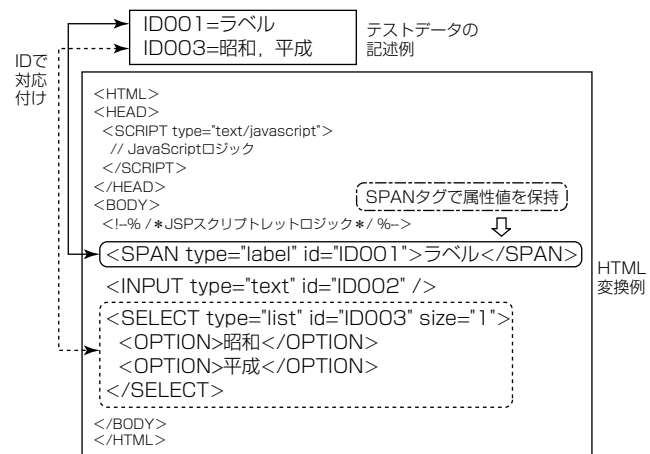 ID001=ラベル
ID003=昭和，平成
テストデータの
記述例
IDで
対応
付け
<HTML>
<HEAD>
<SCRIPT type="text/javascript">
// JavaScriptロジック
</SCRIPT>
</HEAD>
<BODY>
SPANタグで属性値を保持
<!--% /＊JSPスクリプトレットロジック＊/ %-->
<SPAN type="label" id="ID001">ラベル</SPAN>
<INPUT type="text" id="ID002" />
<SELECT type="list" id="ID003" size="1">
<OPTION>昭和</OPTION>
<OPTION>平成</OPTION>
</SELECT>
</BODY>
</HTML>
HTML
変換例